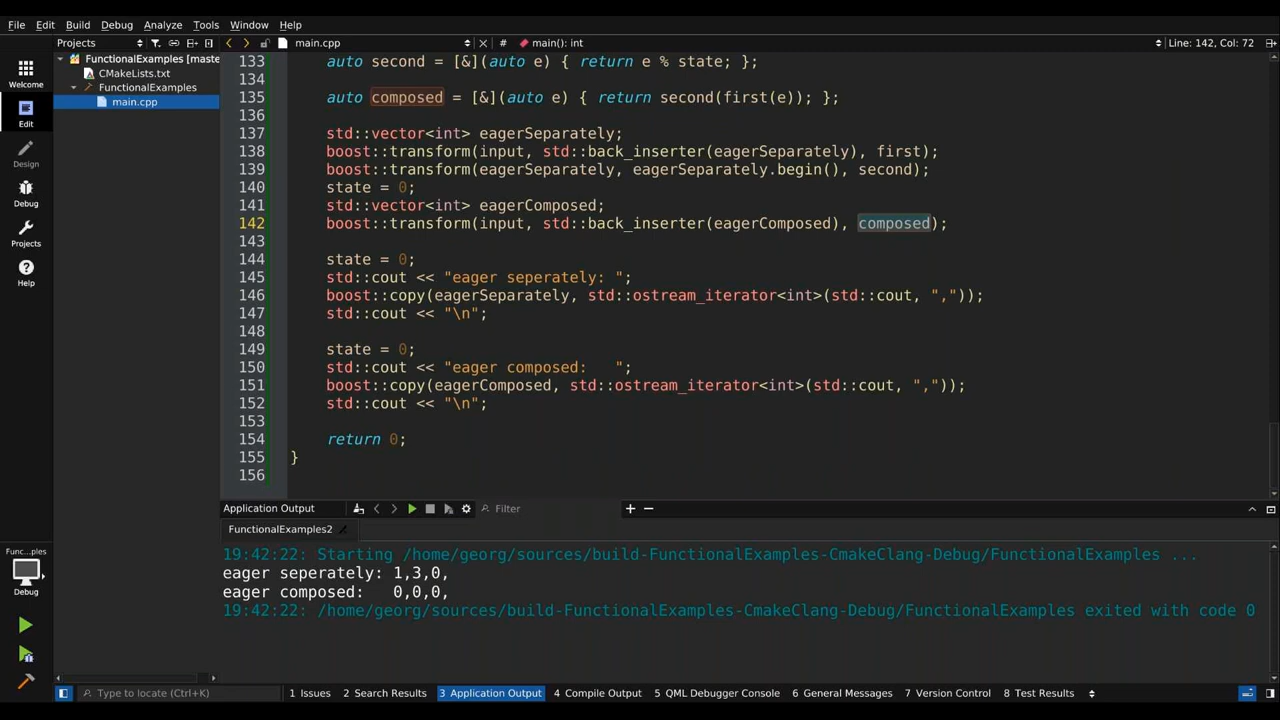 File Edit Build Debug Analyze Tools Window Help
Projects main.cpp # main(): int Line: 142, Col: 72
FunctionalExamples [maste
CMakeLists.txt
FunctionalExamples
main.cpp
Welcome
Edit
Design
Debug
Projects
Help
133 auto second = [&](auto e) { return e % state; };
134
135 auto composed = [&](auto e) { return second(first(e)); };
136
137 std::vector<int> eagerSeparately;
138 boost::transform(input, std::back_inserter(eagerSeparately), first);
139 boost::transform(eagerSeparately, eagerSeparately.begin(), second);
140 state = 0;
141 std::vector<int> eagerComposed;
142 boost::transform(input, std::back_inserter(eagerComposed), composed);
143
144 state = 0;
145 std::cout << "eager seperately: ";
146 boost::copy(eagerSeparately, std::ostream_iterator<int>(std::cout, ","));
147 std::cout << "\n";
148
149 state = 0;
150 std::cout << "eager composed:   ";
151 boost::copy(eagerComposed, std::ostream_iterator<int>(std::cout, ","));
152 std::cout << "\n";
153
154 return 0;
155 }
156
Application Output Filter + −
FunctionalExamples2
19:42:22: Starting /home/georg/sources/build-FunctionalExamples-CmakeClang-Debug/FunctionalExamples ...
eager seperately: 1,3,0,
eager composed:   0,0,0,
19:42:22: /home/georg/sources/build-FunctionalExamples-CmakeClang-Debug/FunctionalExamples exited with code 0
Func...ples
Debug
Type to locate (Ctrl+K) 1 Issues 2 Search Results 3 Application Output 4 Compile Output 5 QML Debugger Console 6 General Messages 7 Version Control 8 Test Results